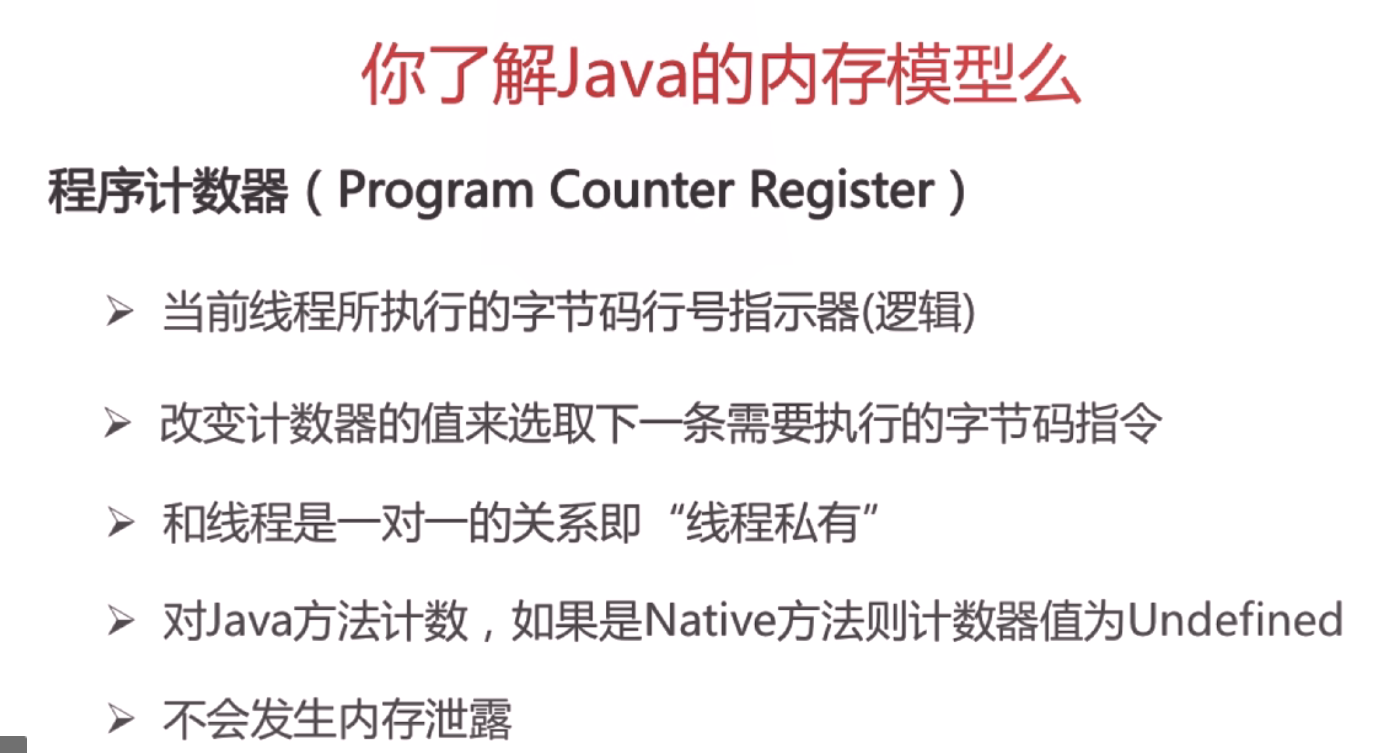 你了解Java的内存模型么
程序计数器（Program Counter Register）
➢ 当前线程所执行的字节码行号指示器(逻辑)
➢ 改变计数器的值来选取下一条需要执行的字节码指令
➢ 和线程是一对一的关系即“线程私有”
➢ 对Java方法计数，如果是Native方法则计数器值为Undefined
➢ 不会发生内存泄露